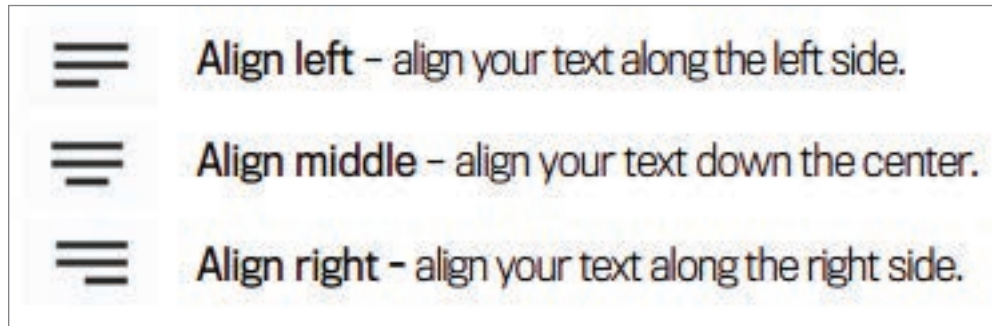 Align left – align your text along the left side.
Align middle – align your text down the center.
Align right – align your text along the right side.